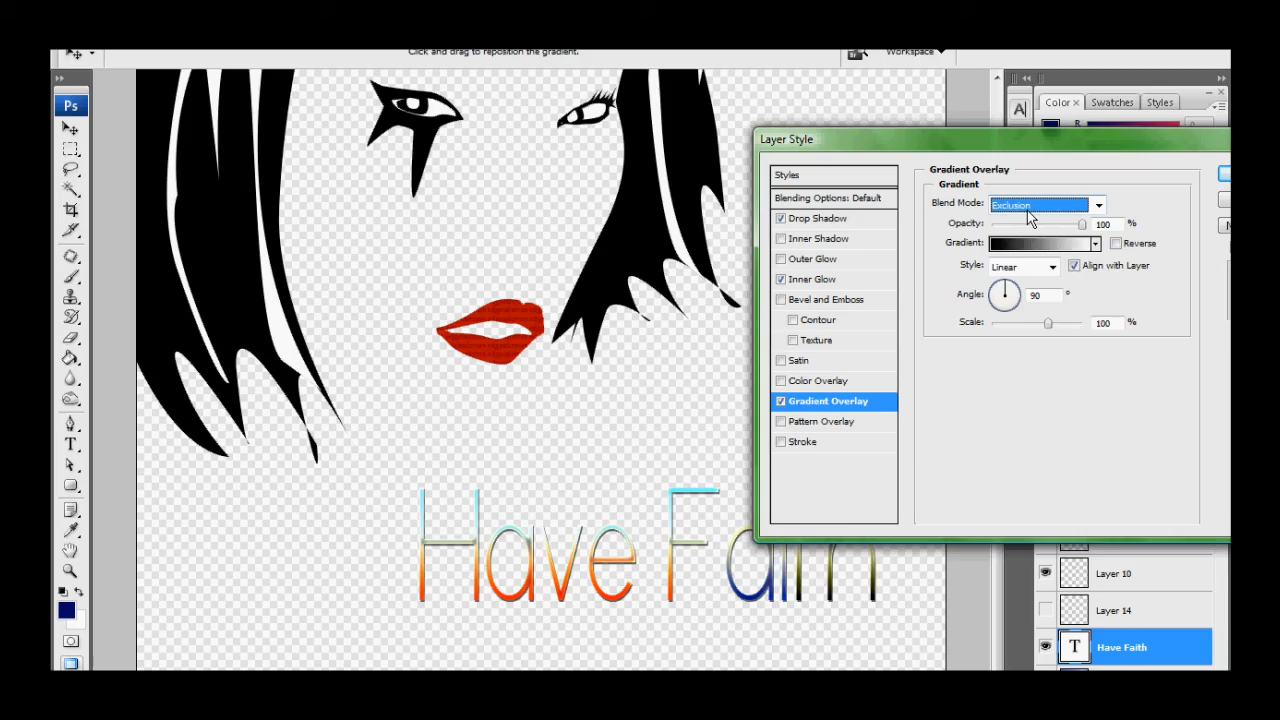 Click and drag to reposition the gradient.
Workspace
Ps
A
Color
Swatches
Styles
R
Layer Style
Styles
Blending Options: Default
Drop Shadow
Inner Shadow
Outer Glow
Inner Glow
Bevel and Emboss
Contour
Texture
Satin
Color Overlay
Gradient Overlay
Pattern Overlay
Stroke
Gradient Overlay
Gradient
Blend Mode: Exclusion
Opacity: 100 %
Gradient: Reverse
Style: Linear Align with Layer
Angle: 90 °
Scale: 100 %
Have Faith
Layer 10
Layer 14
T Have Faith